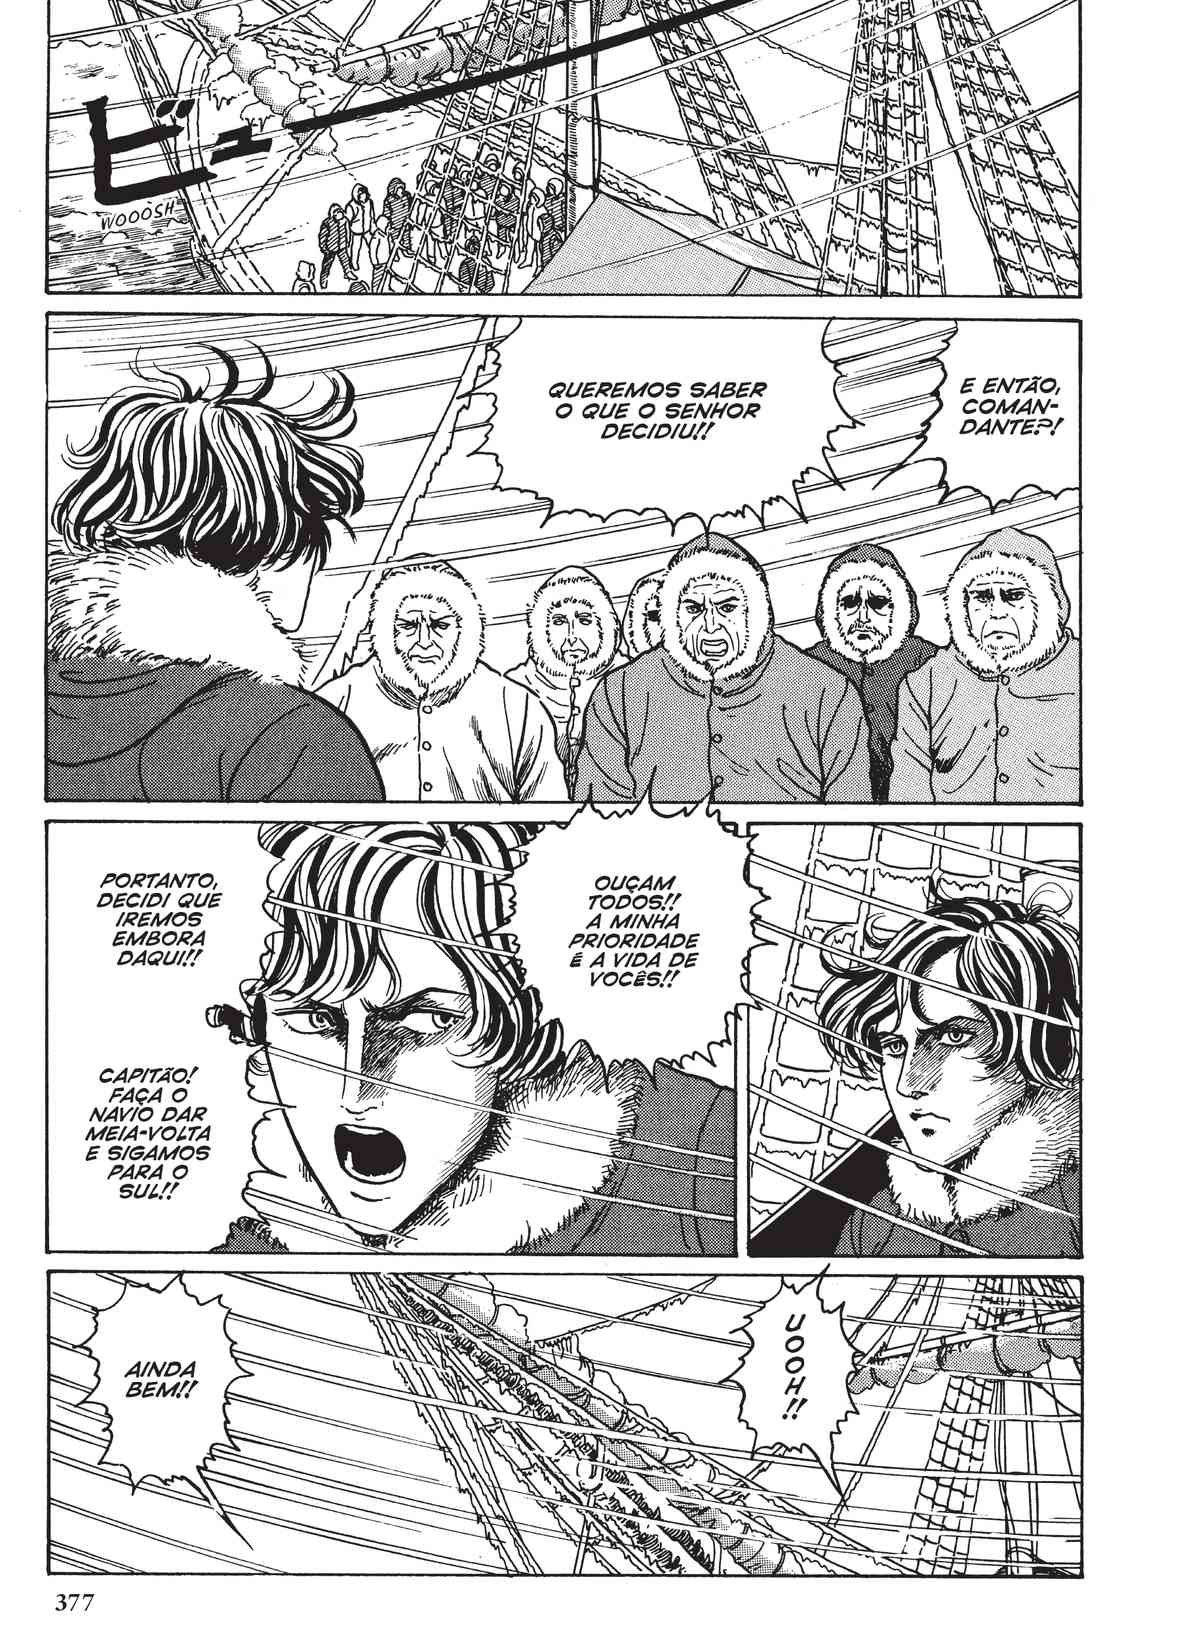 ビュー
WOOOSH
E ENTÃO,
COMAN-
DANTE?!
QUEREMOS SABER
O QUE O SENHOR
DECIDIU!!
OUÇAM
TODOS!!
A MINHA
PRIORIDADE
É A VIDA DE
VOCÊS!!
PORTANTO,
DECIDI QUE
IREMOS
EMBORA
DAQUI!!
CAPITÃO!
FAÇA O
NAVIO DAR
MEIA-VOLTA
E SIGAMOS
PARA O
SUL!!
UOOH!!
AINDA
BEM!!
377